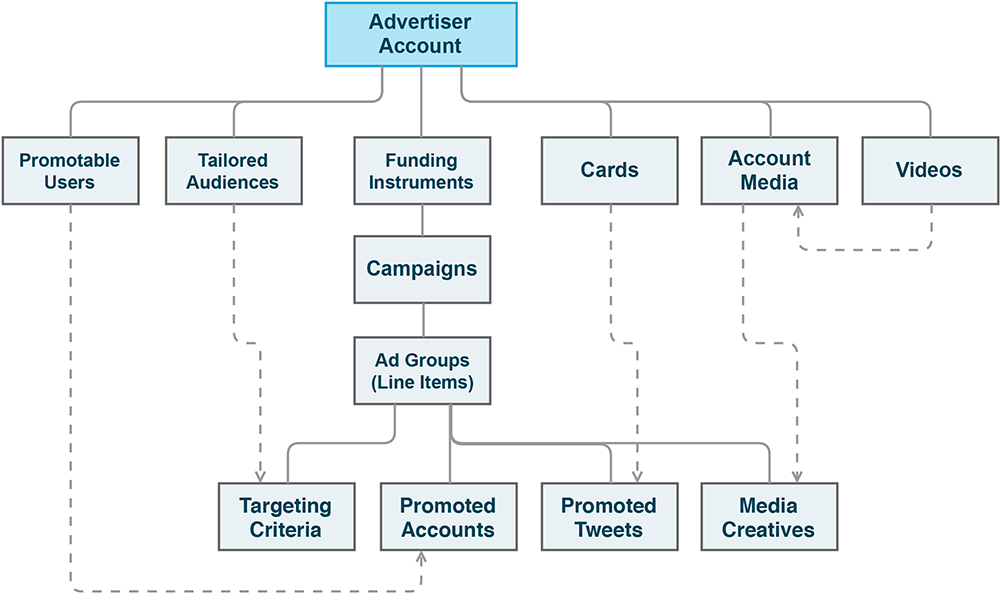 Advertiser
Account
Promotable
Users
Tailored
Audiences
Funding
Instruments
Cards
Account
Media
Videos
Campaigns
Ad Groups
(Line Items)
Targeting
Criteria
Promoted
Accounts
Promoted
Tweets
Media
Creatives